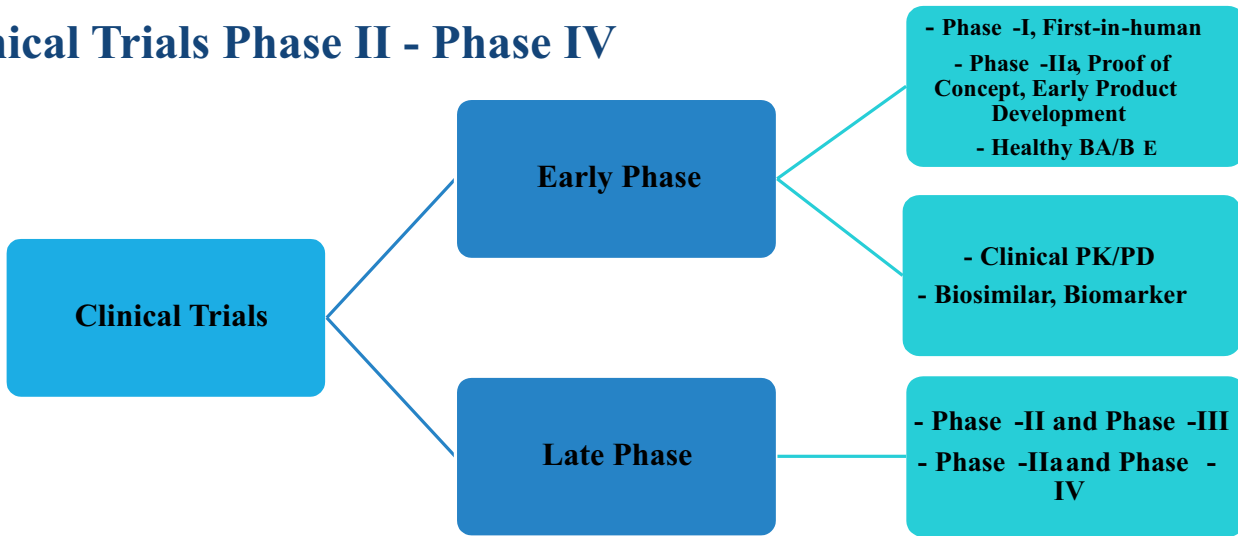 nical Trials Phase II - Phase IV
- Phase -I, First-in-human
- Phase -IIa, Proof of
Concept, Early Product
Development
- Healthy BA/B E
Early Phase
- Clinical PK/PD
- Biosimilar, Biomarker
Clinical Trials
Late Phase
- Phase -II and Phase -III
- Phase -IIa and Phase -
IV